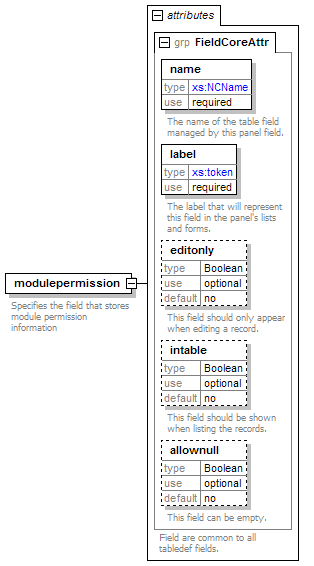 attributes
grp FieldCoreAttr
name
type xs:NCName
use required
The name of the table field
managed by this panel field.
label
type xs:token
use required
The label that will represent
this field in the panel's lists
and forms.
editonly
type Boolean
use optional
default no
This field should only appear
when editing a record.
modulepermission
Specifies the field that stores
module permission
information
intable
type Boolean
use optional
default no
This field should be shown
when listing the records.
allownull
type Boolean
use optional
default no
This field can be empty.
Field are common to all
tabledef fields.